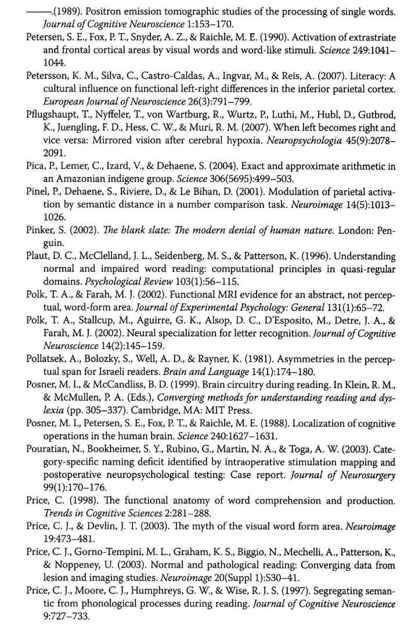 ———.(1989). Positron emission tomographic studies of the processing of single words.
Journal of Cognitive Neuroscience 1:153–170.
Petersen, S. E., Fox, P. T., Snyder, A. Z., & Raichle, M. E. (1990). Activation of extrastriate
and frontal cortical areas by visual words and word-like stimuli. Science 249:1041–
1044.
Petersson, K. M., Silva, C., Castro-Caldas, A., Ingvar, M., & Reis, A. (2007). Literacy: A
cultural influence on functional left-right differences in the inferior parietal cortex.
European Journal of Neuroscience 26(3):791–799.
Pflugshaupt, T., Nyffeler, T., von Wartburg, R., Wurtz, P., Luthi, M., Hubl, D., Gutbrod,
K., Juengling, F. D., Hess, C. W., & Muri, R. M. (2007). When left becomes right and
vice versa: Mirrored vision after cerebral hypoxia. Neuropsychologia 45(9):2078–
2091.
Pica, P., Lemer, C., Izard, V., & Dehaene, S. (2004). Exact and approximate arithmetic in
an Amazonian indigene group. Science 306(5695):499–503.
Pinel, P., Dehaene, S., Riviere, D., & Le Bihan, D. (2001). Modulation of parietal activa-
tion by semantic distance in a number comparison task. Neuroimage 14(5):1013–
1026.
Pinker, S. (2002). The blank slate: The modern denial of human nature. London: Pen-
guin.
Plaut, D. C., McClelland, J. L., Seidenberg, M. S., & Patterson, K. (1996). Understanding
normal and impaired word reading: computational principles in quasi-regular
domains. Psychological Review 103(1):56–115.
Polk, T. A., & Farah, M. J. (2002). Functional MRI evidence for an abstract, not percep-
tual, word-form area. Journal of Experimental Psychology: General 131(1):65–72.
Polk, T. A., Stallcup, M., Aguirre, G. K., Alsop, D. C., D'Esposito, M., Detre, J. A., &
Farah, M. J. (2002). Neural specialization for letter recognition. Journal of Cognitive
Neuroscience 14(2):145–159.
Pollatsek, A., Bolozky, S., Well, A. D., & Rayner, K. (1981). Asymmetries in the percep-
tual span for Israeli readers. Brain and Language 14(1):174–180.
Posner, M. I., & McCandliss, B. D. (1999). Brain circuitry during reading. In Klein, R. M.,
& McMullen, P. A. (Eds.), Converging methods for understanding reading and dys-
lexia (pp. 305–337). Cambridge, MA: MIT Press.
Posner, M. I., Petersen, S. E., Fox, P. T., & Raichle, M. E. (1988). Localization of cognitive
operations in the human brain. Science 240:1627–1631.
Pouratian, N., Bookheimer, S. Y., Rubino, G., Martin, N. A., & Toga, A. W. (2003). Cate-
gory-specific naming deficit identified by intraoperative stimulation mapping and
postoperative neuropsychological testing: Case report. Journal of Neurosurgery
99(1):170–176.
Price, C. (1998). The functional anatomy of word comprehension and production.
Trends in Cognitive Sciences 2:281–288.
Price, C. J., & Devlin, J. T. (2003). The myth of the visual word form area. Neuroimage
19:473–481.
Price, C. J., Gorno-Tempini, M. L., Graham, K. S., Biggio, N., Mechelli, A., Patterson, K.,
& Noppeney, U. (2003). Normal and pathological reading: Converging data from
lesion and imaging studies. Neuroimage 20(Suppl 1):S30–41.
Price, C. J., Moore, C. J., Humphreys, G. W., & Wise, R. J. S. (1997). Segregating seman-
tic from phonological processes during reading. Journal of Cognitive Neuroscience
9:727–733.